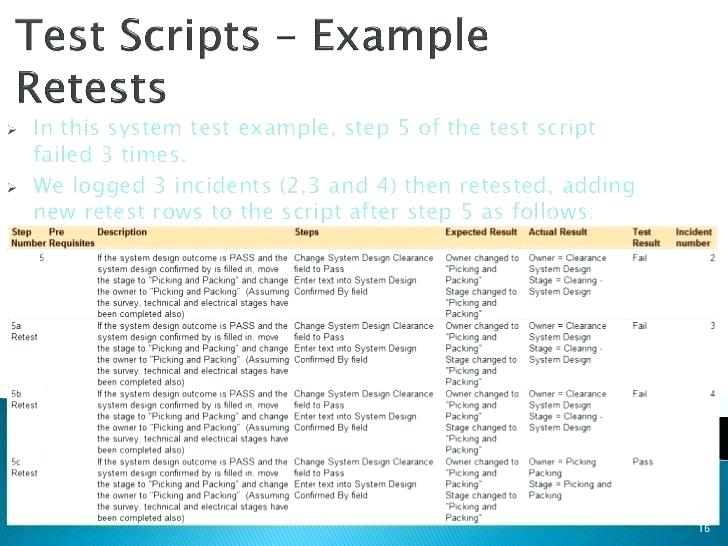 Test Scripts – Example
Retests
In this system test example, step 5 of the test script
failed 3 times.
We logged 3 incidents (2,3 and 4) then retested, adding
new retest rows to the script after step 5 as follows:
Step Pre Description Steps Expected Result Actual Result Test Incident
Number Requisites Result number
5 If the system design outcome is PASS and the Change System Design Clearance Owner changed to Owner = Clearance Fail 2
system design confirmed by is filled in, move field to Pass "Picking and System Design
the stage to "Picking and Packing" and change Enter text into System Design Packing" Stage = Clearing -
the owner to "Picking and Packing" (Assuming Confirmed By field Stage changed to System Design
the survey, technical and electrical stages have "Picking and
been completed also) Packing"
5a If the system design outcome is PASS and the Change System Design Clearance Owner changed to Owner = Clearance Fail 3
Retest system design confirmed by is filled in, move field to Pass "Picking and System Design
the stage to "Picking and Packing" and change Enter text into System Design Packing" Stage = Clearing -
the owner to "Picking and Packing" (Assuming Confirmed By field Stage changed to System Design
the survey, technical and electrical stages have "Picking and
been completed also) Packing"
5b If the system design outcome is PASS and the Change System Design Clearance Owner changed to Owner = Clearance Fail 4
Retest system design confirmed by is filled in, move field to Pass "Picking and System Design
the stage to "Picking and Packing" and change Enter text into System Design Packing" Stage = Clearing -
the owner to "Picking and Packing" (Assuming Confirmed By field Stage changed to System Design
the survey, technical and electrical stages have "Picking and
been completed also) Packing"
5c If the system design outcome is PASS and the Change System Design Clearance Owner changed to Owner = Picking Pass
Retest system design confirmed by is filled in, move field to Pass "Picking and Packing
the stage to "Picking and Packing" and change Enter text into System Design Packing" Stage = Picking and
the owner to "Picking and Packing" (Assuming Confirmed By field Stage changed to Packing
the survey, technical and electrical stages have "Picking and
been completed also) Packing"
16